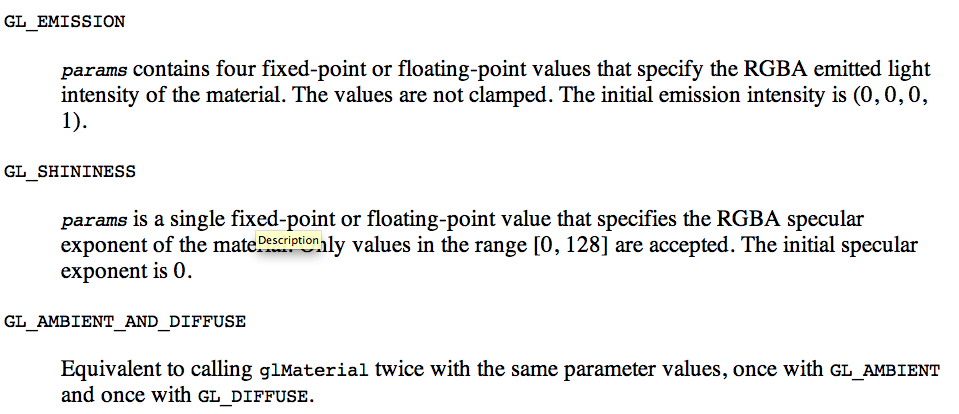 GL_EMISSION
params contains four fixed-point or floating-point values that specify the RGBA emitted light
intensity of the material. The values are not clamped. The initial emission intensity is (0, 0, 0,
1).
GL_SHININESS
params is a single fixed-point or floating-point value that specifies the RGBA specular
exponent of the material. Only values in the range [0, 128] are accepted. The initial specular
Description
exponent is 0.
GL_AMBIENT_AND_DIFFUSE
Equivalent to calling glMaterial twice with the same parameter values, once with GL_AMBIENT
and once with GL_DIFFUSE.